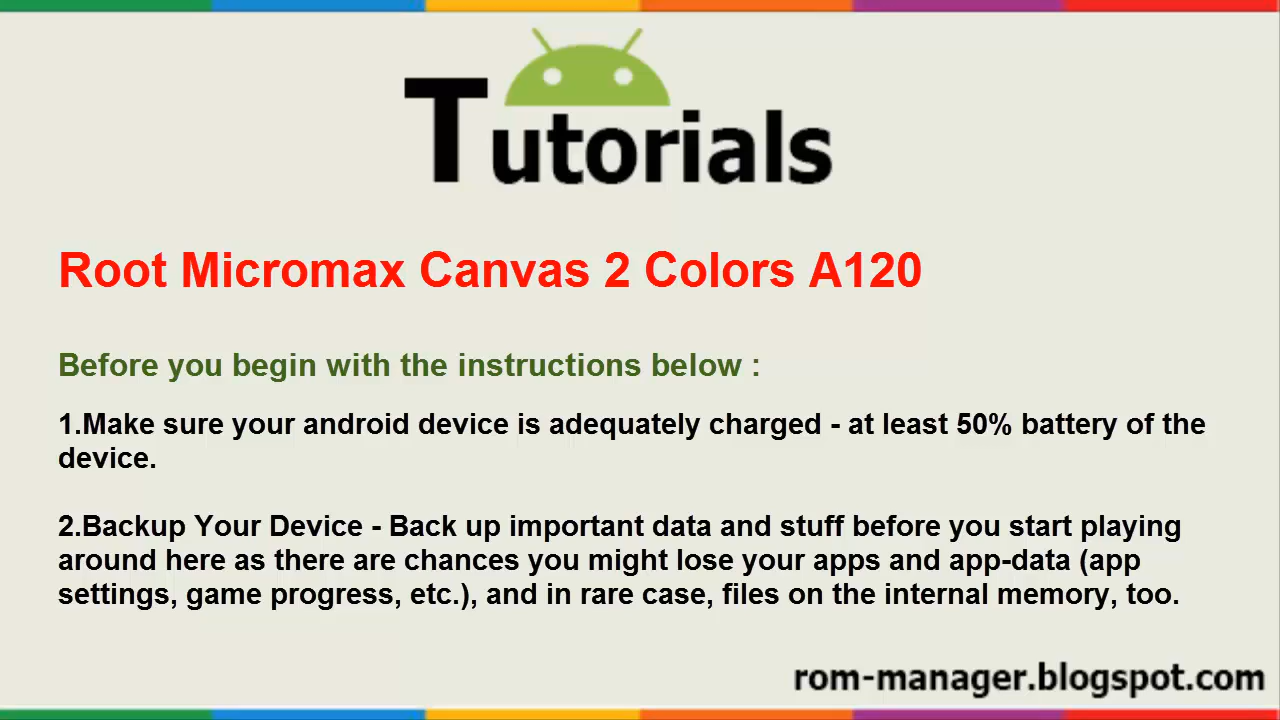 Tutorials
Root Micromax Canvas 2 Colors A120
Before you begin with the instructions below :
1.Make sure your android device is adequately charged - at least 50% battery of the
device.
2.Backup Your Device - Back up important data and stuff before you start playing
around here as there are chances you might lose your apps and app-data (app
settings, game progress, etc.), and in rare case, files on the internal memory, too.
rom-manager.blogspot.com